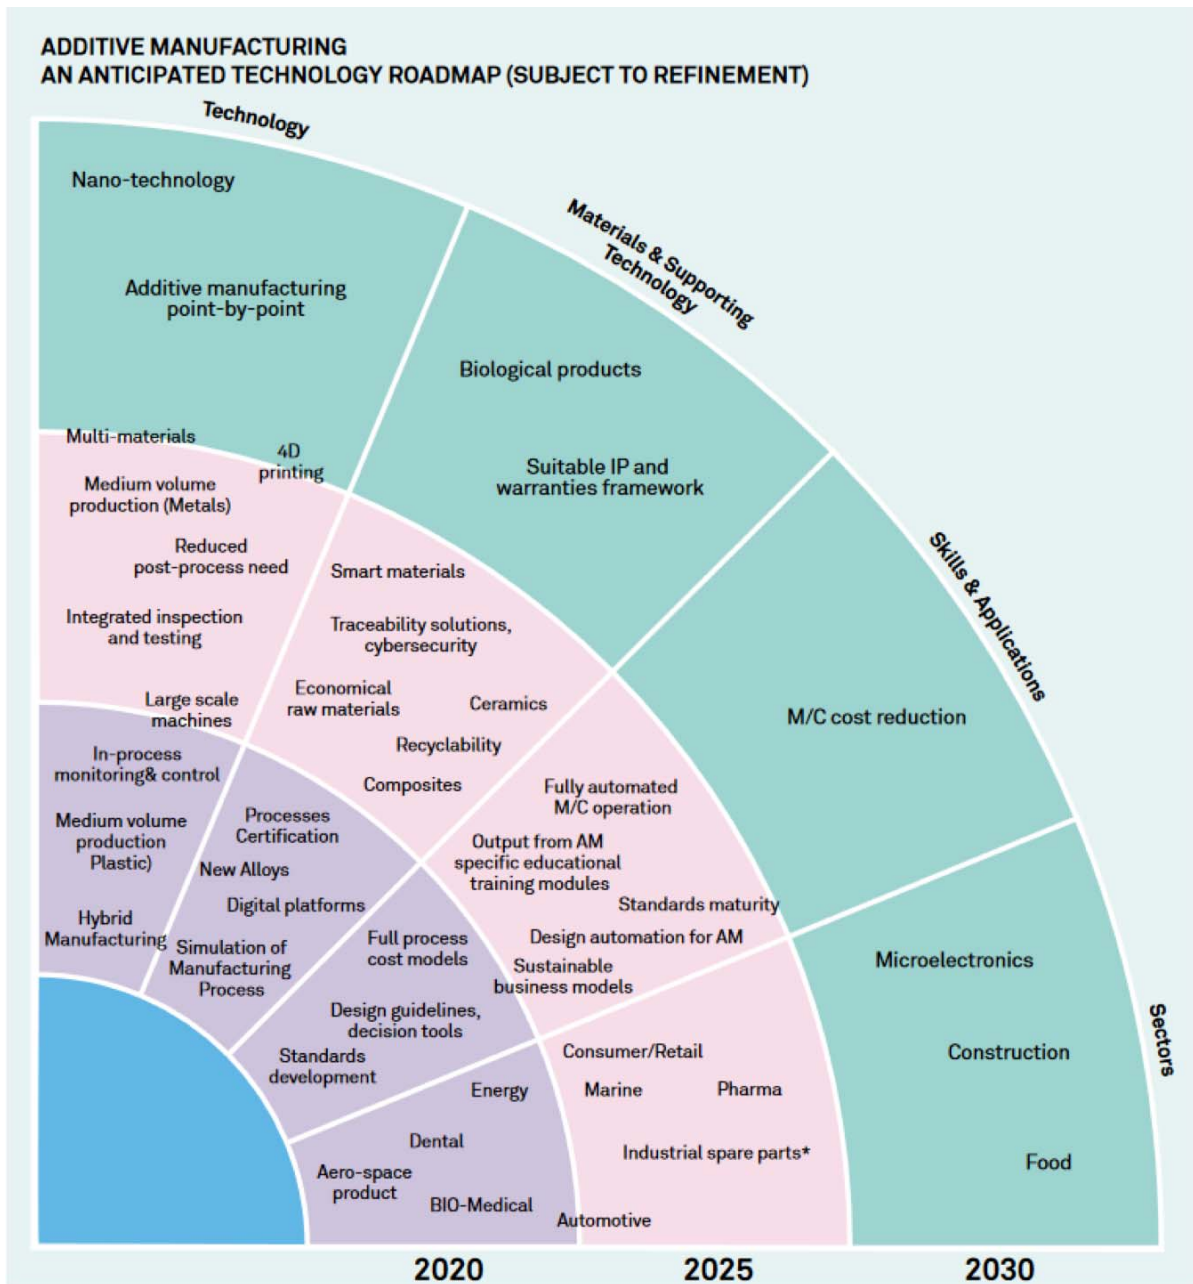 ADDITIVE MANUFACTURING
AN ANTICIPATED TECHNOLOGY ROADMAP (SUBJECT TO REFINEMENT)
Technology
Nano-technology
Additive manufacturing
point-by-point
Multi-materials
4D
printing
Medium volume
production (Metals)
Reduced
post-process need
Integrated inspection
and testing
Large scale
machines
In-process
monitoring& control
Medium volume
production
Plastic)
Hybrid
Manufacturing
Materials & Supporting
Technology
Biological products
Suitable IP and
warranties framework
Smart materials
Traceability solutions,
cybersecurity
Economical
raw materials
Ceramics
Recyclability
Composites
Processes
Certification
New Alloys
Digital platforms
Simulation of
Manufacturing
Process
Skills & Applications
M/C cost reduction
Fully automated
M/C operation
Output from AM
specific educational
training modules
Standards maturity
Design automation for AM
Sustainable
business models
Full process
cost models
Design guidelines,
decision tools
Standards
development
Sectors
Microelectronics
Construction
Food
Consumer/Retail
Marine
Pharma
Industrial spare parts*
Automotive
Energy
Dental
Aero-space
product
BIO-Medical
2020
2025
2030